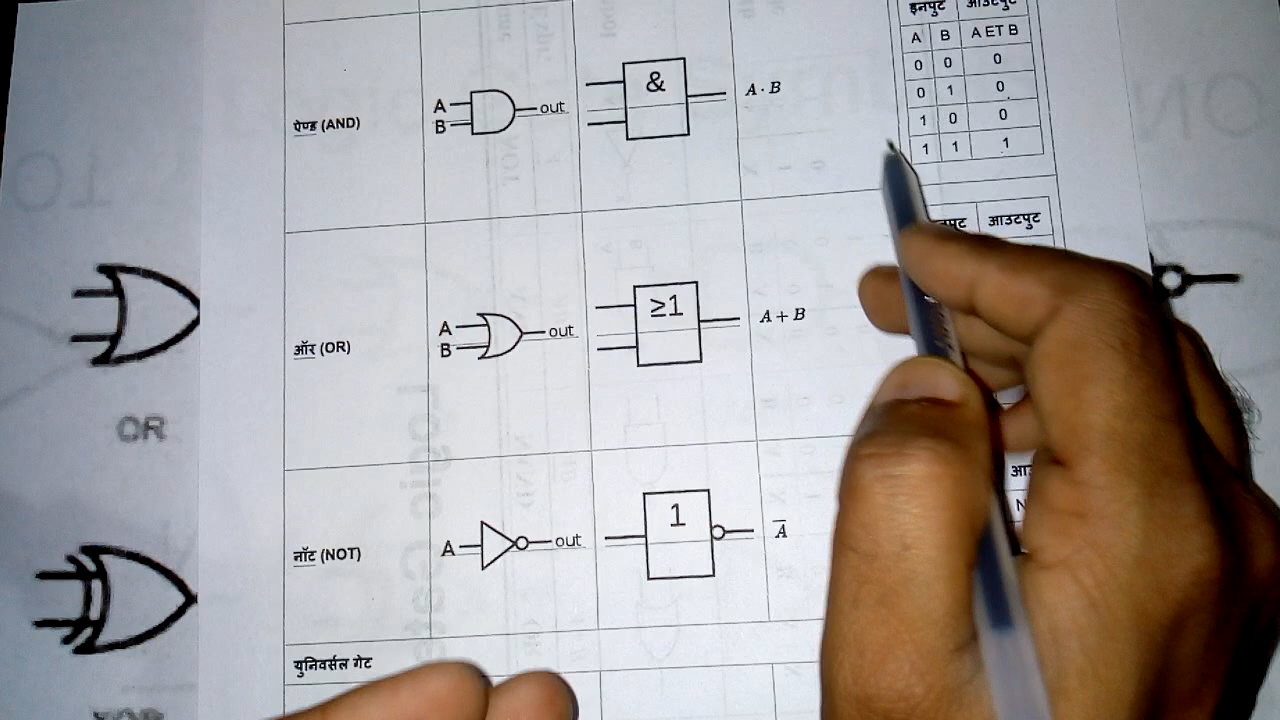 इनपुट आउटपुट
A B A ET B
0 0 0
0 1 0
1 0 0
1 1 1
ऐण्ड (AND)
A
B
out
&
A · B
आउटपुट
ऑर (OR)
A
B
out
≥1
A + B
OR
नॉट (NOT)
A
out
1
A̅
N
युनिवर्सल गेट